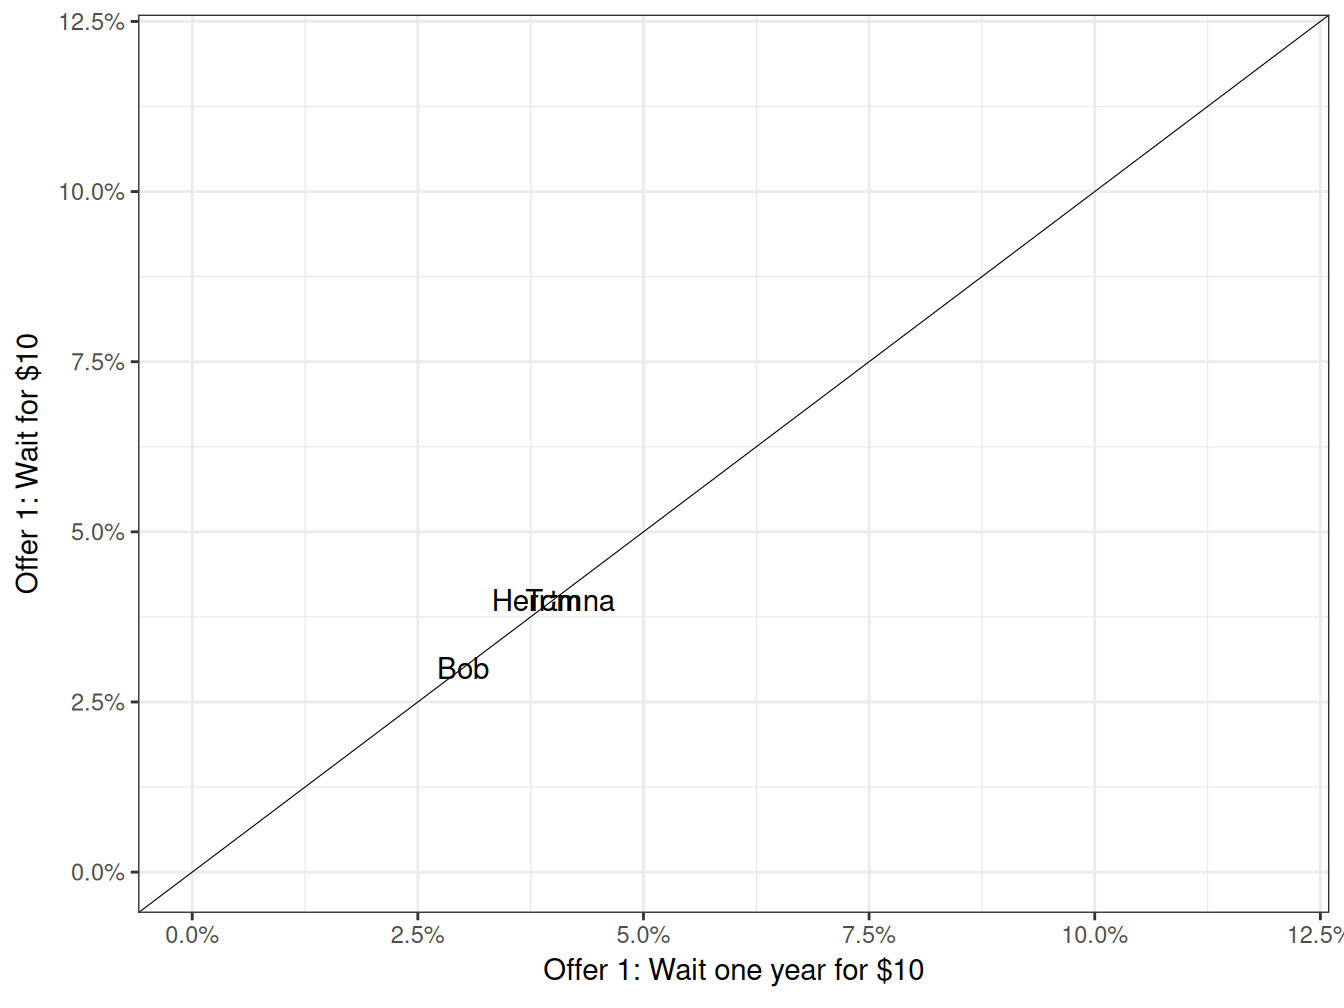 12.5%
10.0%
7.5%
5.0%
2.5%
0.0%
Offer 1: Wait for $10
Tom
Bob
0.0% 2.5% 5.0% 7.5% 10.0% 12.5%
Offer 1: Wait one year for $10